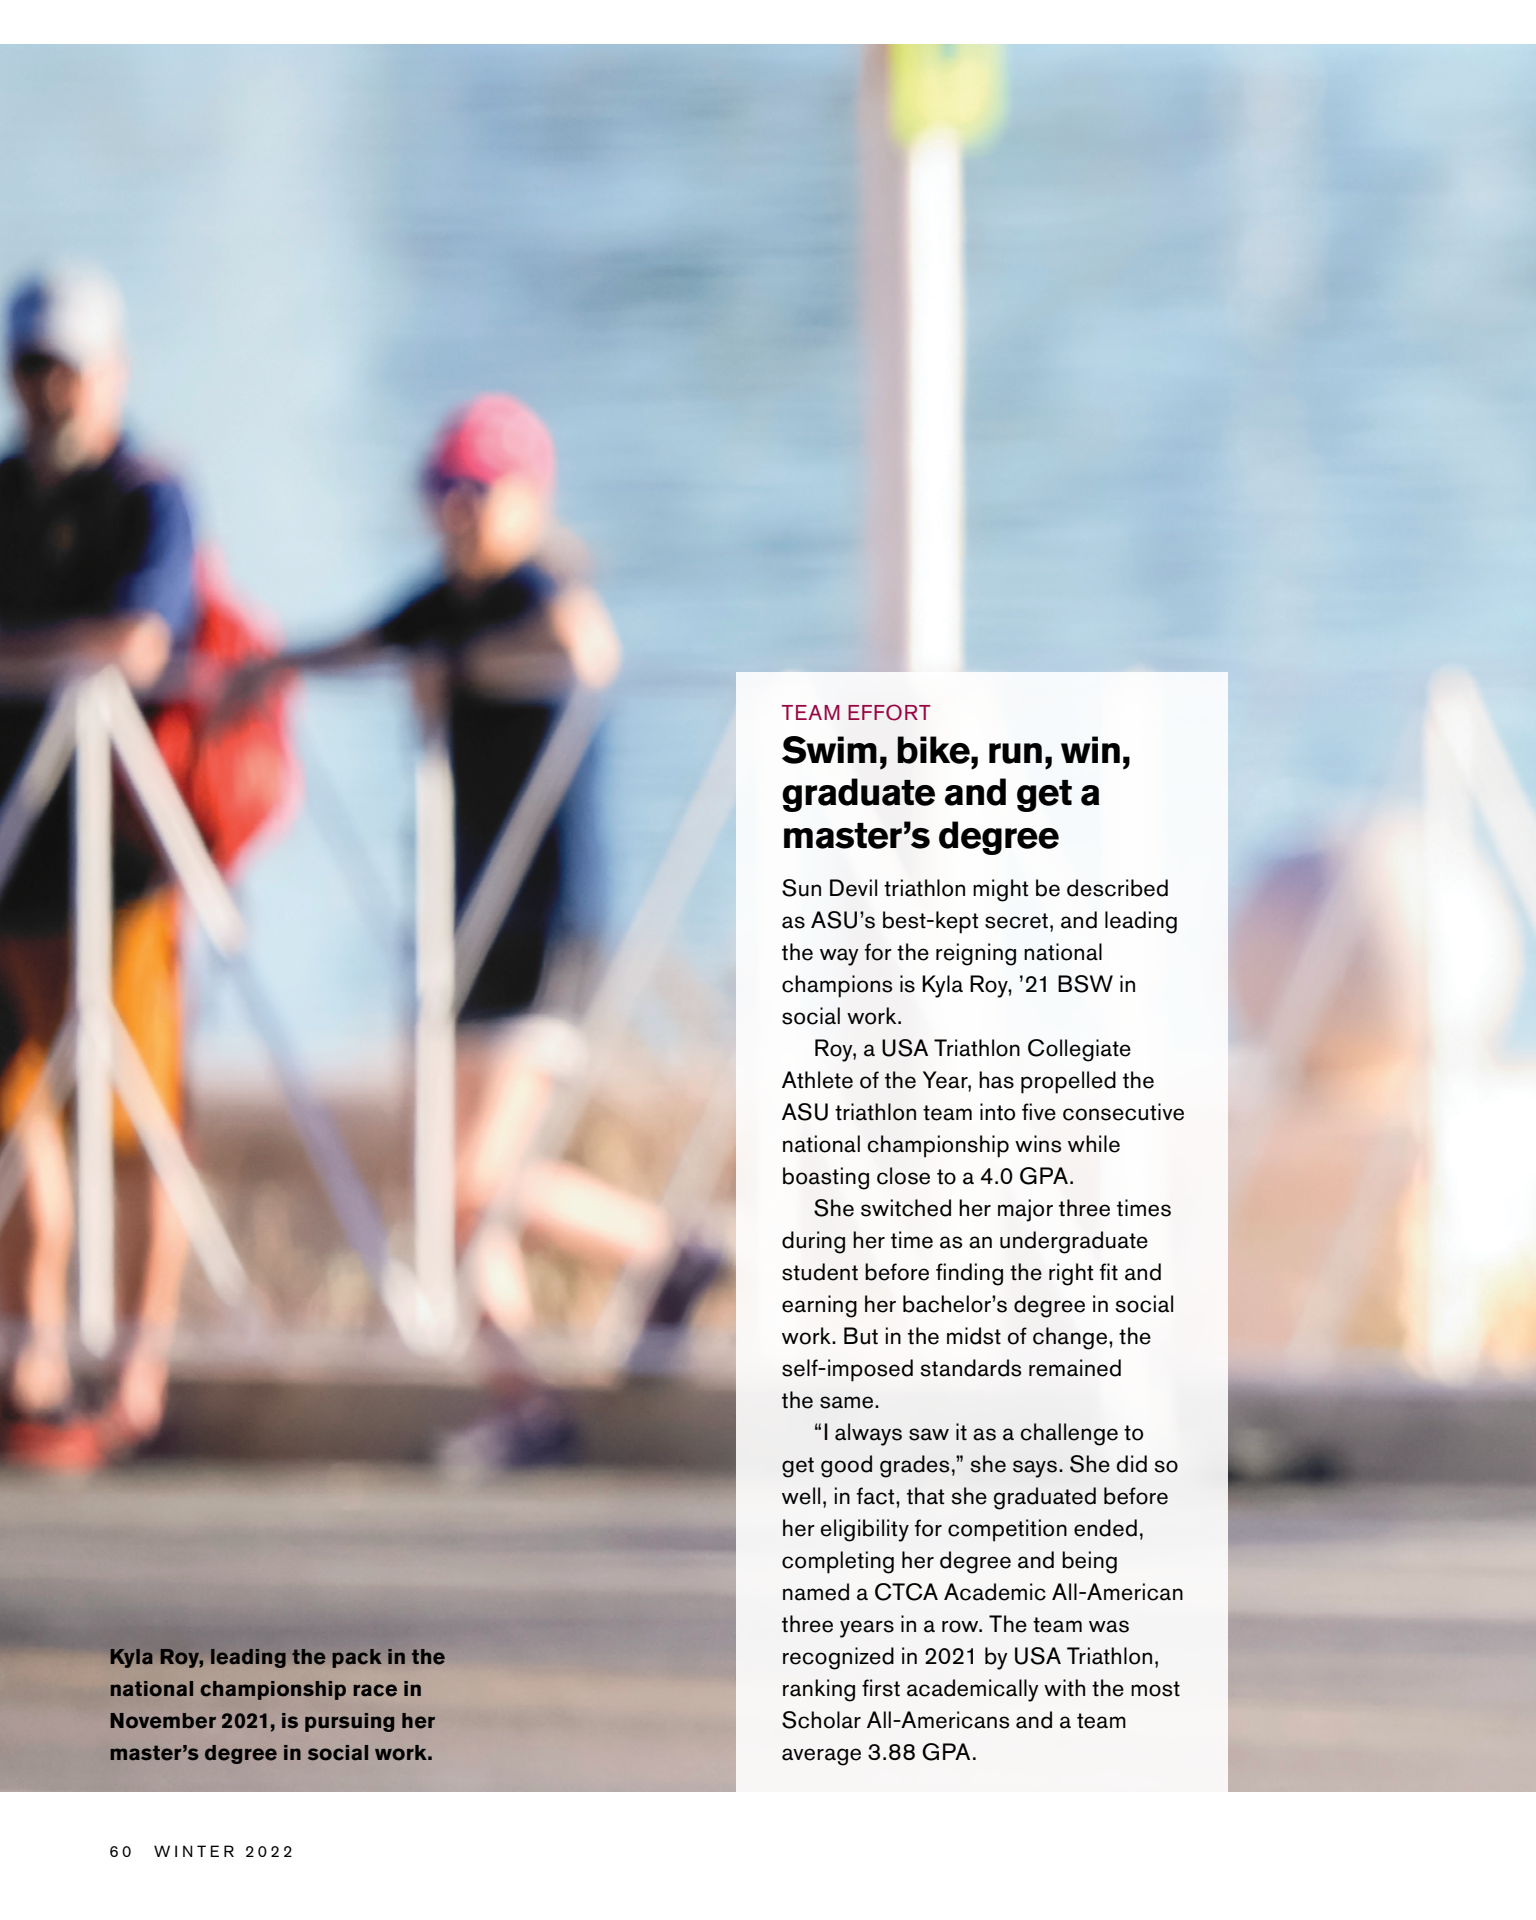 TEAM EFFORT
Swim, bike, run, win,
graduate and get a
master’s degree
Sun Devil triathlon might be described
as ASU’s best-kept secret, and leading
the way for the reigning national
champions is Kyla Roy, ’21 BSW in
social work.
Roy, a USA Triathlon Collegiate
Athlete of the Year, has propelled the
ASU triathlon team into five consecutive
national championship wins while
boasting close to a 4.0 GPA.
She switched her major three times
during her time as an undergraduate
student before finding the right fit and
earning her bachelor’s degree in social
work. But in the midst of change, the
self-imposed standards remained
the same.
“I always saw it as a challenge to
get good grades,” she says. She did so
well, in fact, that she graduated before
her eligibility for competition ended,
completing her degree and being
named a CTCA Academic All-American
three years in a row. The team was
recognized in 2021 by USA Triathlon,
ranking first academically with the most
Scholar All-Americans and a team
average 3.88 GPA.
Kyla Roy, leading the pack in the
national championship race in
November 2021, is pursuing her
master’s degree in social work.
60 WINTER 2022